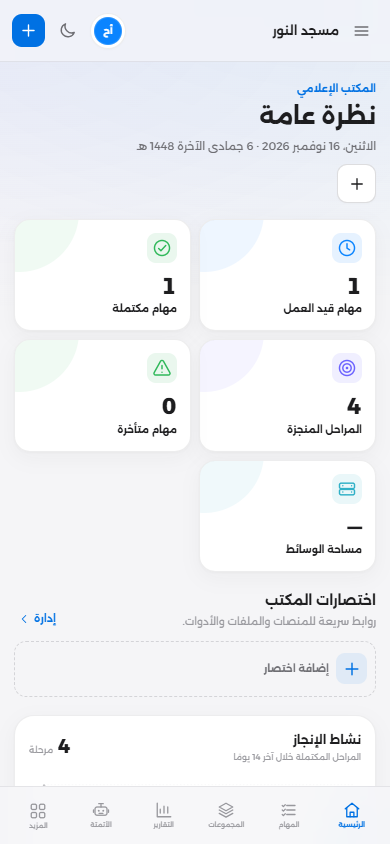 مسجد النور
أح
المكتب الإعلامي
نظرة عامة
الاثنين، 16 نوفمبر 2026 · 6 جمادى الآخرة 1448 هـ
1
مهام قيد العمل
1
مهام مكتملة
4
المراحل المنجزة
0
مهام متأخرة
—
مساحة الوسائط
اختصارات المكتب
روابط سريعة للمنصات والملفات والأدوات.
إدارة
إضافة اختصار
نشاط الإنجاز
المراحل المكتملة خلال آخر 14 يومًا
4 مرحلة
الرئيسية
المهام
المجموعات
التقارير
الأتمتة
المزيد